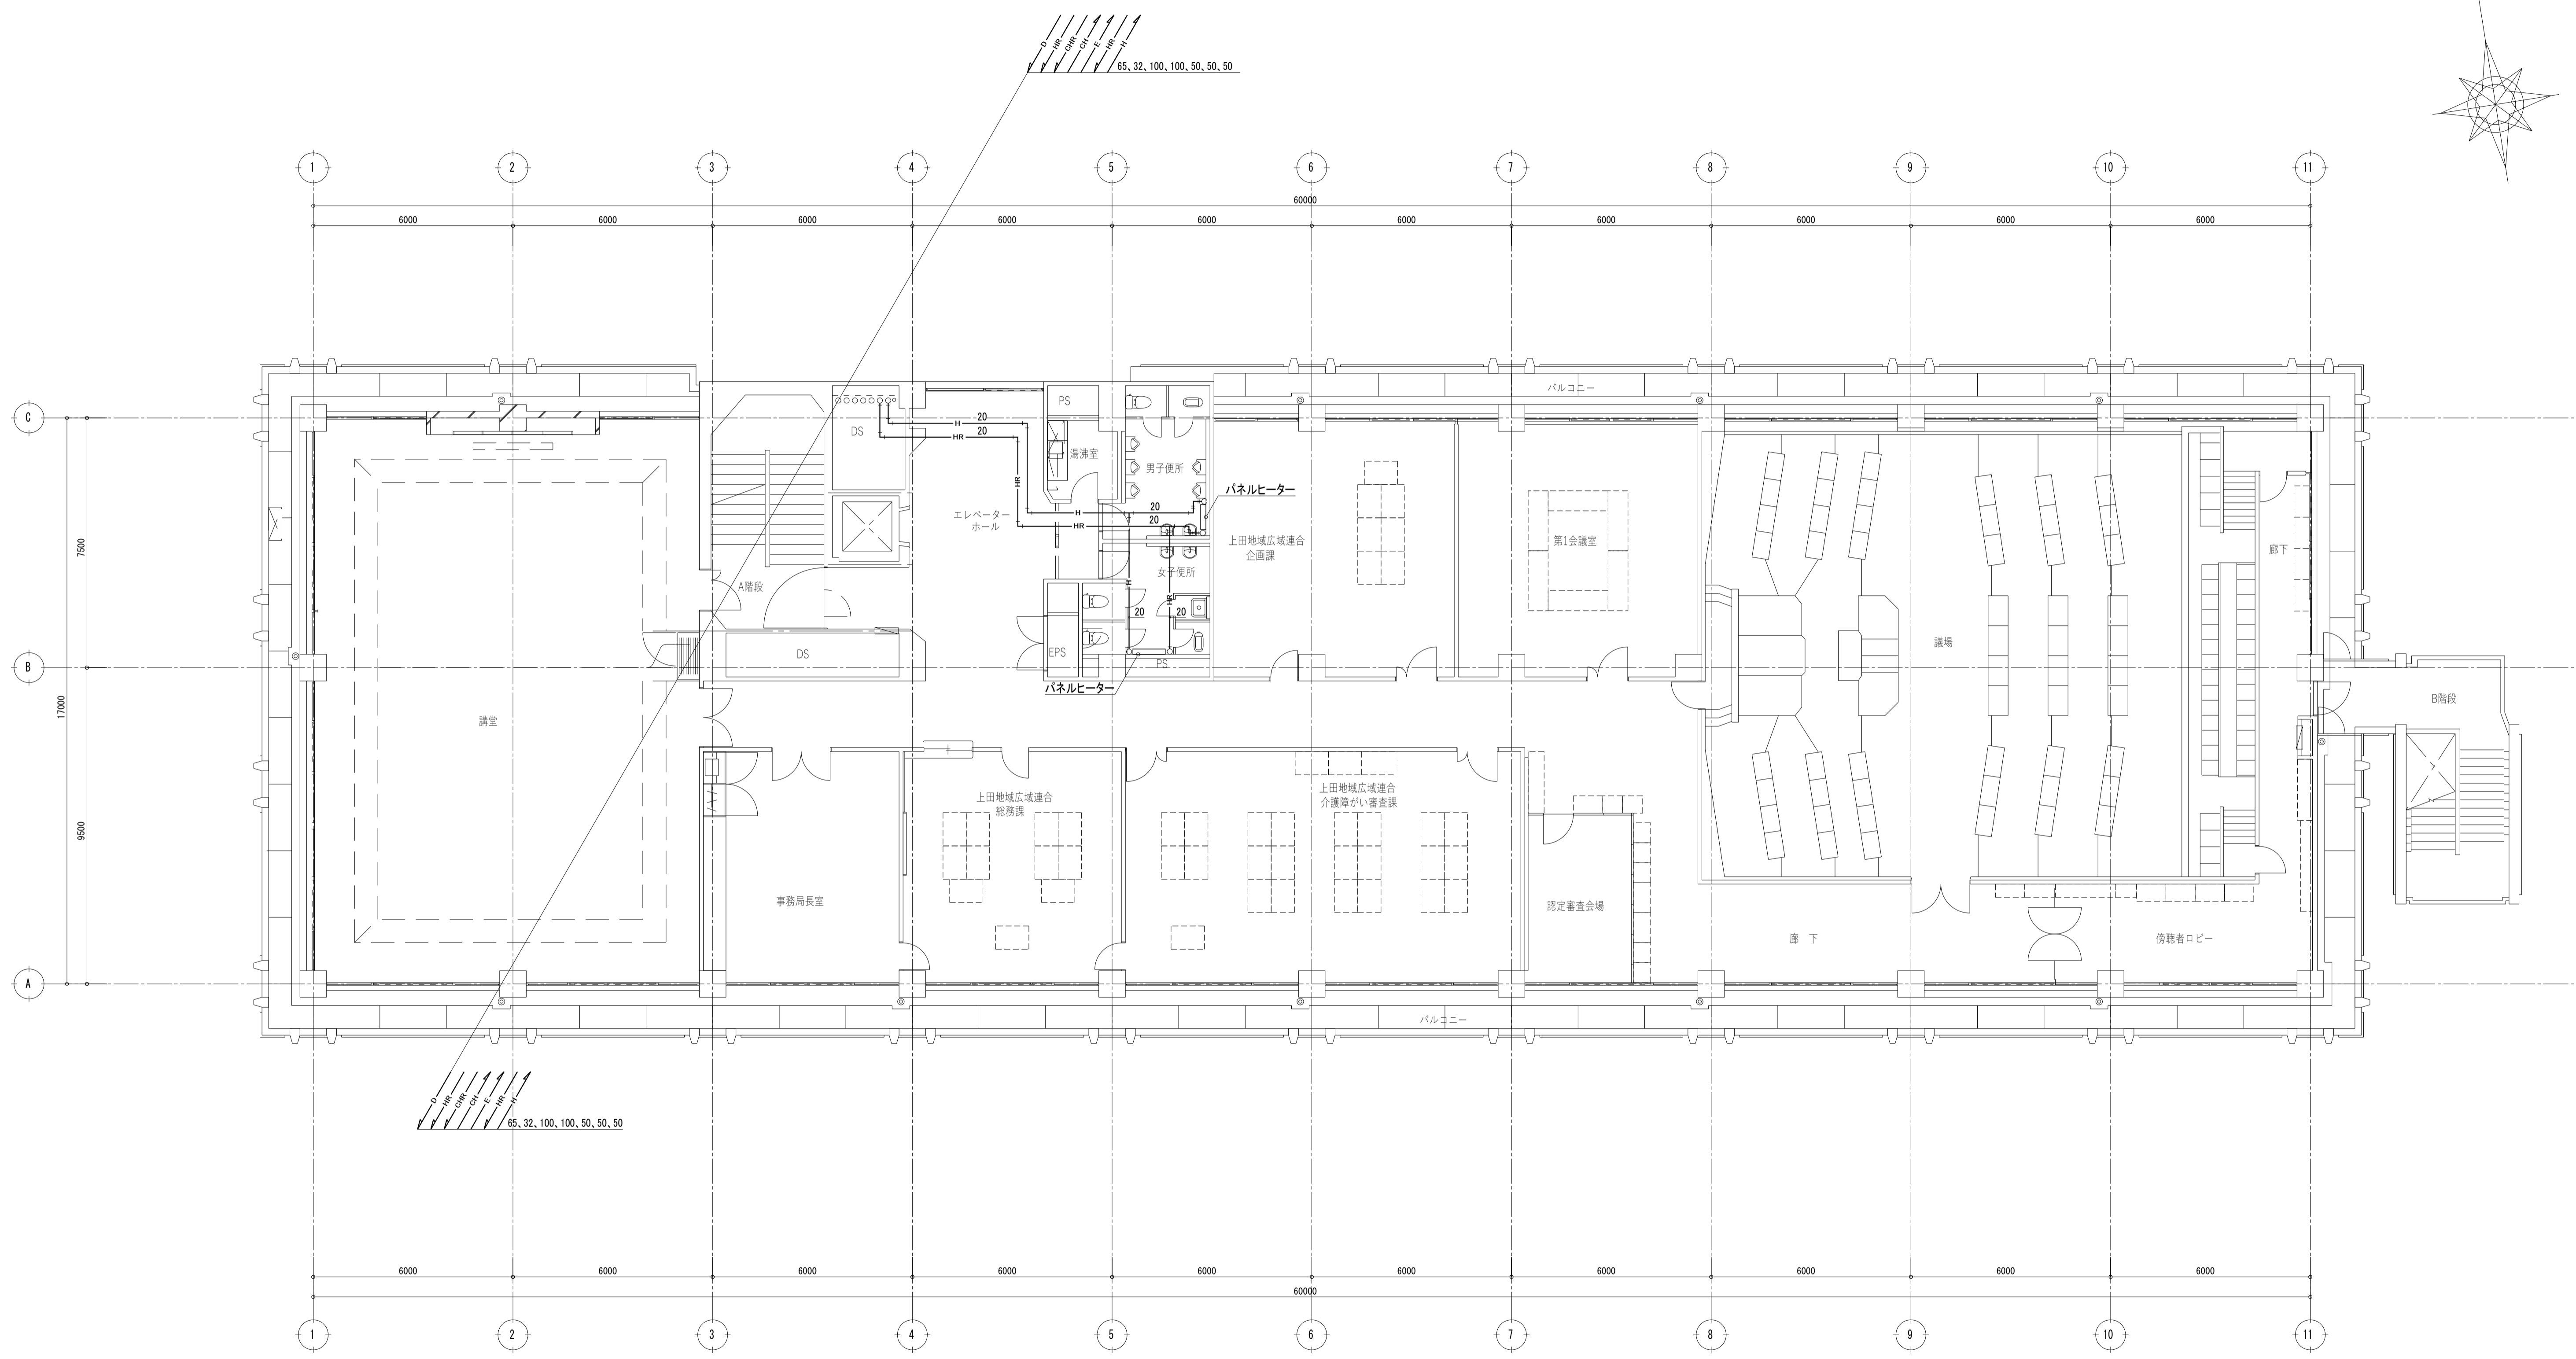 D
HR
CHR
CH
E
HR
H
65、32、100、100、50、50、50
1
2
3
4
5
6
7
8
9
10
11
60000
6000
6000
6000
6000
6000
6000
6000
6000
6000
6000
バルコニー
C
PS
20
H
20
HR
DS
湯沸室
男子便所
HR
パネルヒーター
エレベーター
ホール
H
20
HR
20
上田地域広域連合
企画課
第1会議室
廊下
7500
女子便所
A階段
H
HR
20
20
議場
DS
EPS
PS
B
パネルヒーター
B階段
17000
講堂
上田地域広域連合
総務課
上田地域広域連合
介護障がい審査課
9500
事務局長室
認定審査会場
廊　下
傍聴者ロビー
A
バルコニー
D
HR
CHR
CH
E
HR
H
65、32、100、100、50、50、50
6000
6000
6000
6000
6000
6000
6000
6000
6000
6000
60000
1
2
3
4
5
6
7
8
9
10
11